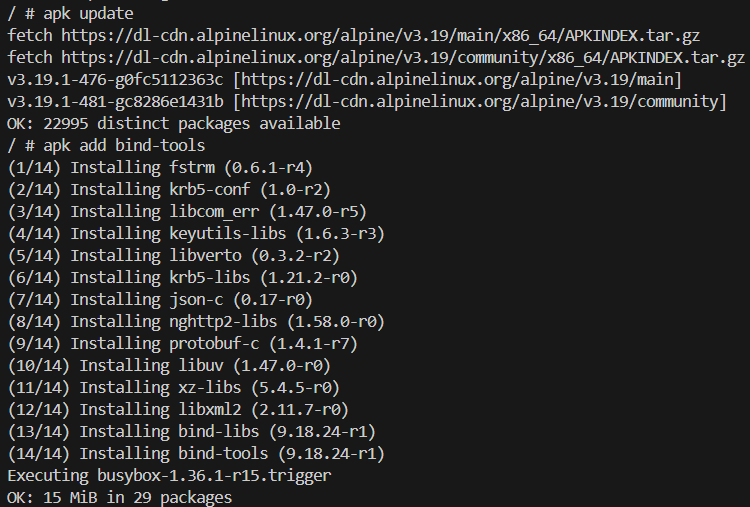 / # apk update
fetch https://dl-cdn.alpinelinux.org/alpine/v3.19/main/x86_64/APKINDEX.tar.gz
fetch https://dl-cdn.alpinelinux.org/alpine/v3.19/community/x86_64/APKINDEX.tar.gz
v3.19.1-476-g0fc5112363c [https://dl-cdn.alpinelinux.org/alpine/v3.19/main]
v3.19.1-481-gc8286e1431b [https://dl-cdn.alpinelinux.org/alpine/v3.19/community]
OK: 22995 distinct packages available
/ # apk add bind-tools
(1/14) Installing fstrm (0.6.1-r4)
(2/14) Installing krb5-conf (1.0-r2)
(3/14) Installing libcom_err (1.47.0-r5)
(4/14) Installing keyutils-libs (1.6.3-r3)
(5/14) Installing libverto (0.3.2-r2)
(6/14) Installing krb5-libs (1.21.2-r0)
(7/14) Installing json-c (0.17-r0)
(8/14) Installing nghttp2-libs (1.58.0-r0)
(9/14) Installing protobuf-c (1.4.1-r7)
(10/14) Installing libuv (1.47.0-r0)
(11/14) Installing xz-libs (5.4.5-r0)
(12/14) Installing libxml2 (2.11.7-r0)
(13/14) Installing bind-libs (9.18.24-r1)
(14/14) Installing bind-tools (9.18.24-r1)
Executing busybox-1.36.1-r15.trigger
OK: 15 MiB in 29 packages